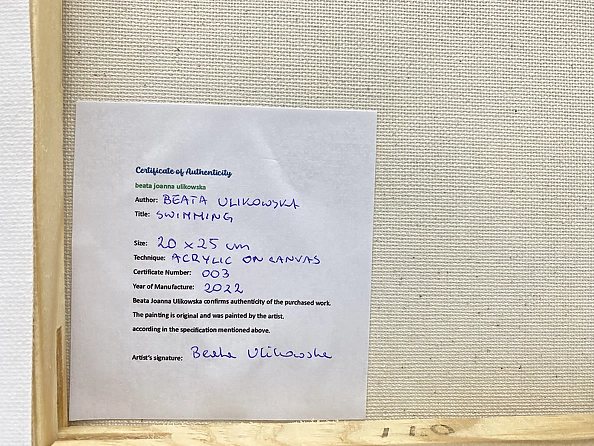 Certificate of Authenticity
beata joanna ulikowska
Author: BEATA ULIKOWSKA
Title: SWIMMING
Size: 20 x 25 cm
Technique: ACRYLIC ON CANVAS
Certificate Number: 003
Year of Manufacture: 2022
Beata Joanna Ulikowska confirms authenticity of the purchased work.
The painting is original and was painted by the artist.
according in the specification mentioned above.
Artist's signature: Beata Ulikowska